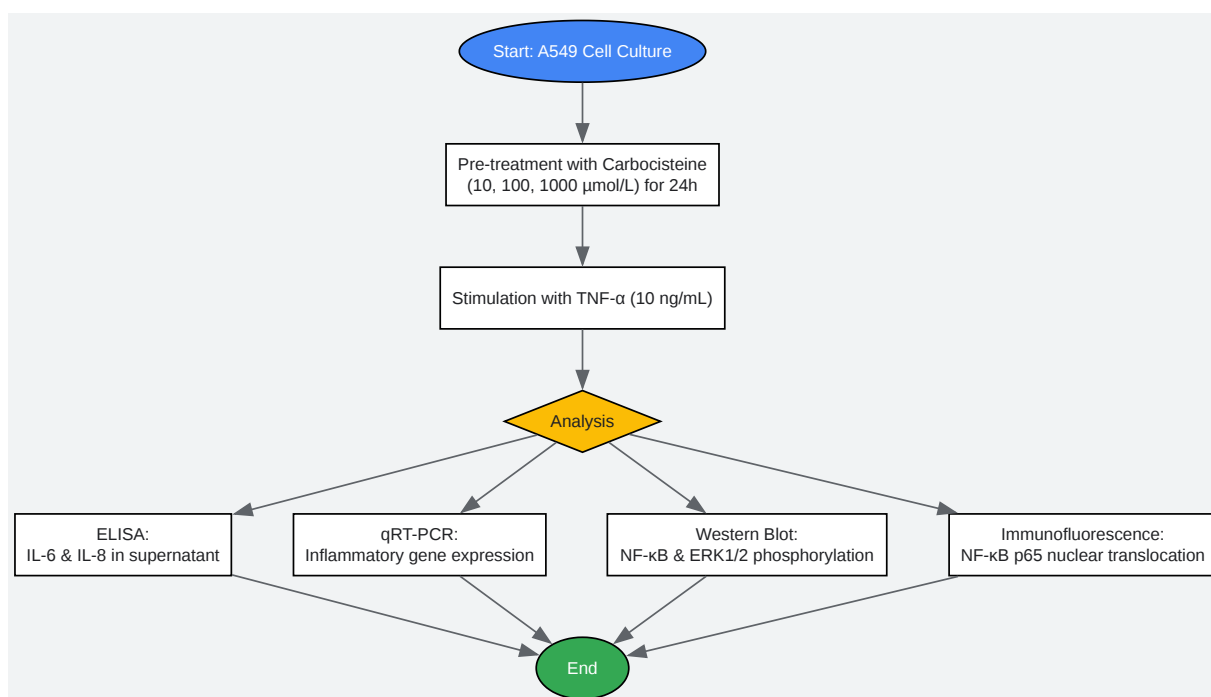 Start: A549 Cell Culture
Pre-treatment with Carbocisteine
(10, 100, 1000 µmol/L) for 24h
Stimulation with TNF-α (10 ng/mL)
Analysis
ELISA:
IL-6 & IL-8 in supernatant
qRT-PCR:
Inflammatory gene expression
Western Blot:
NF-κB & ERK1/2 phosphorylation
Immunofluorescence:
NF-κB p65 nuclear translocation
End